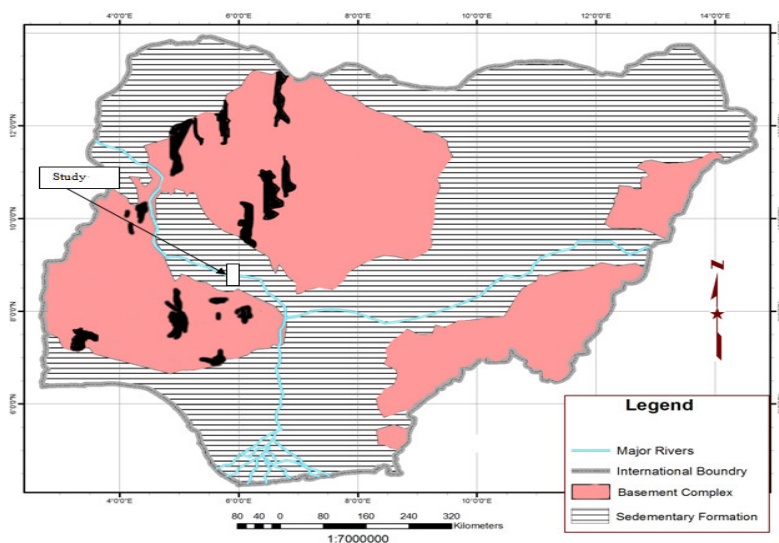 4°0'0"E 6°0'0"E 8°0'0"E 10°0'0"E 12°0'0"E 14°0'0"E
12°0'0"N
Study
10°0'0"N
N
8°0'0"N
6°0'0"N
Legend
Major Rivers
International Boundry
Basement Complex
Sedementary Formation
4°0'0"E 6°0'0"E 8°0'0"E 10°0'0"E
80 40 0 80 160 240 320
Kilometers
1:7000000